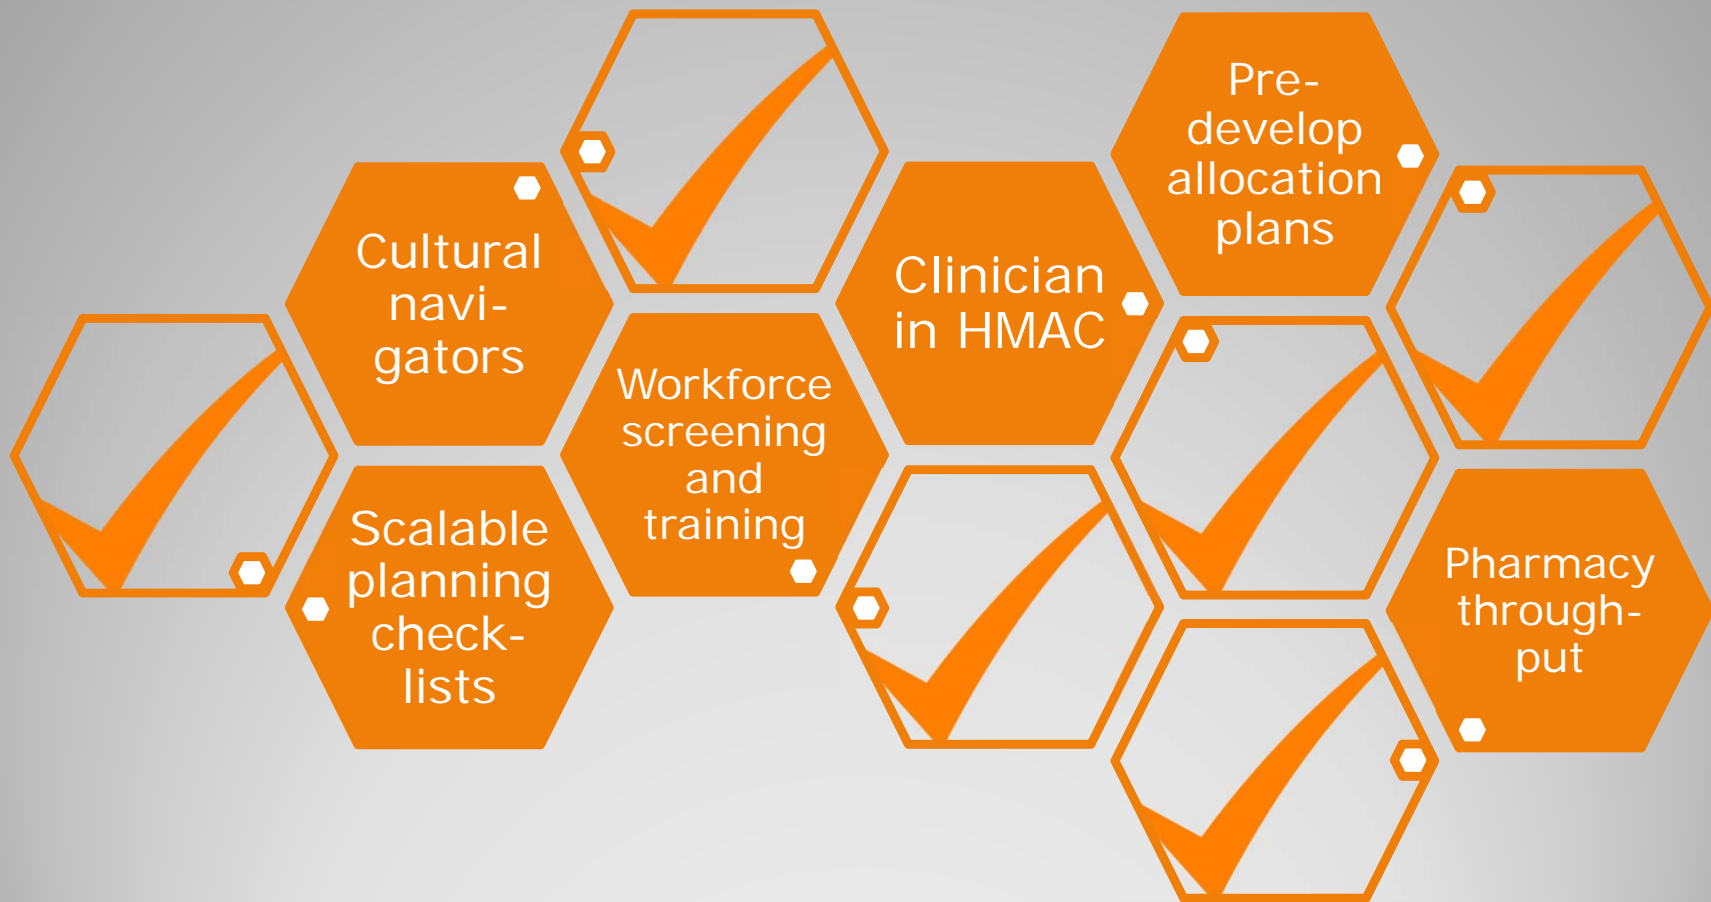 Cultural
navi-
gators
Scalable
planning
check-
lists
Workforce
screening
and
training
Clinician
in HMAC
Pre-
develop
allocation
plans
Pharmacy
through-
put